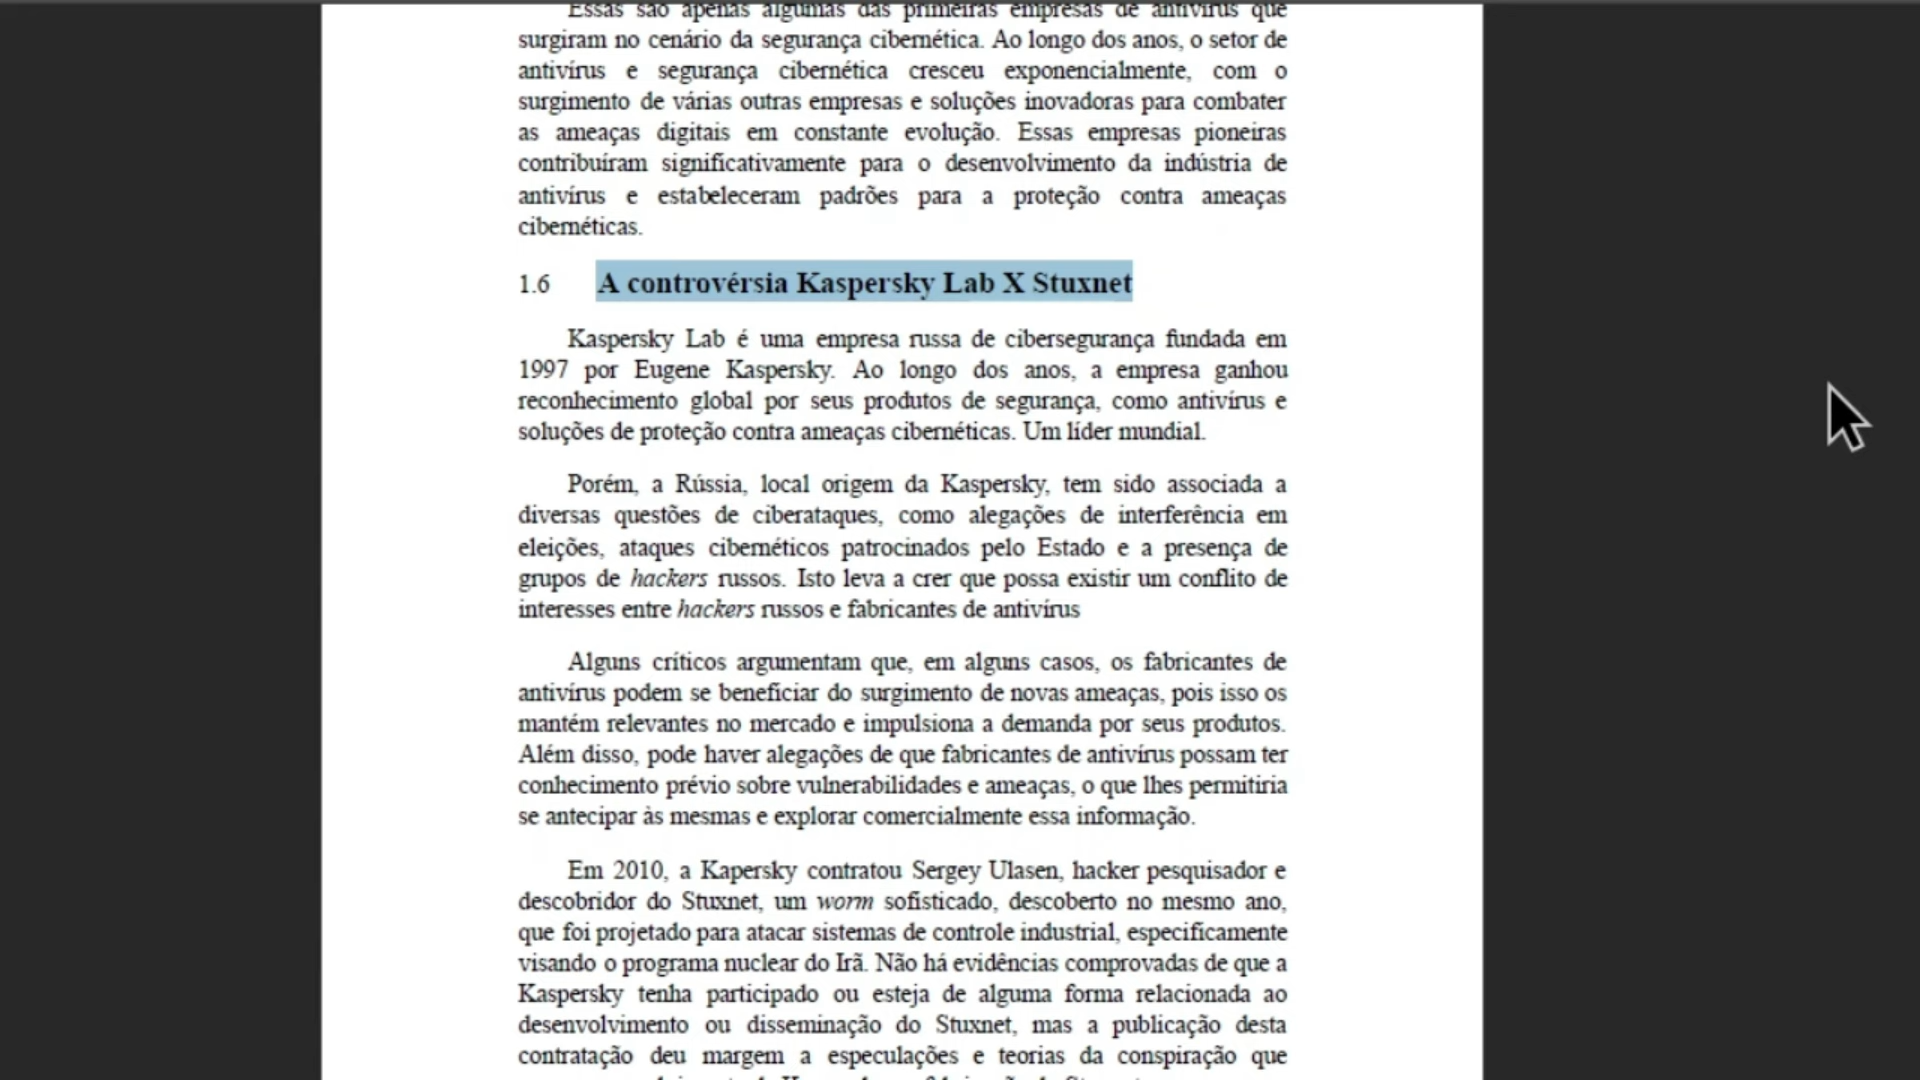 Essas são apenas algumas das primeiras empresas de antivírus que
surgiram no cenário da segurança cibernética. Ao longo dos anos, o setor de
antivírus e segurança cibernética cresceu exponencialmente, com o
surgimento de várias outras empresas e soluções inovadoras para combater
as ameaças digitais em constante evolução. Essas empresas pioneiras
contribuíram significativamente para o desenvolvimento da indústria de
antivírus e estabeleceram padrões para a proteção contra ameaças
cibernéticas.
1.6 A controvérsia Kaspersky Lab X Stuxnet
Kaspersky Lab é uma empresa russa de cibersegurança fundada em
1997 por Eugene Kaspersky. Ao longo dos anos, a empresa ganhou
reconhecimento global por seus produtos de segurança, como antivírus e
soluções de proteção contra ameaças cibernéticas. Um líder mundial.
Porém, a Rússia, local origem da Kaspersky, tem sido associada a
diversas questões de ciberataques, como alegações de interferência em
eleições, ataques cibernéticos patrocinados pelo Estado e a presença de
grupos de hackers russos. Isto leva a crer que possa existir um conflito de
interesses entre hackers russos e fabricantes de antivírus
Alguns críticos argumentam que, em alguns casos, os fabricantes de
antivírus podem se beneficiar do surgimento de novas ameaças, pois isso os
mantém relevantes no mercado e impulsiona a demanda por seus produtos.
Além disso, pode haver alegações de que fabricantes de antivírus possam ter
conhecimento prévio sobre vulnerabilidades e ameaças, o que lhes permitiria
se antecipar às mesmas e explorar comercialmente essa informação.
Em 2010, a Kapersky contratou Sergey Ulasen, hacker pesquisador e
descobridor do Stuxnet, um worm sofisticado, descoberto no mesmo ano,
que foi projetado para atacar sistemas de controle industrial, especificamente
visando o programa nuclear do Irã. Não há evidências comprovadas de que a
Kaspersky tenha participado ou esteja de alguma forma relacionada ao
desenvolvimento ou disseminação do Stuxnet, mas a publicação desta
contratação deu margem a especulações e teorias da conspiração que